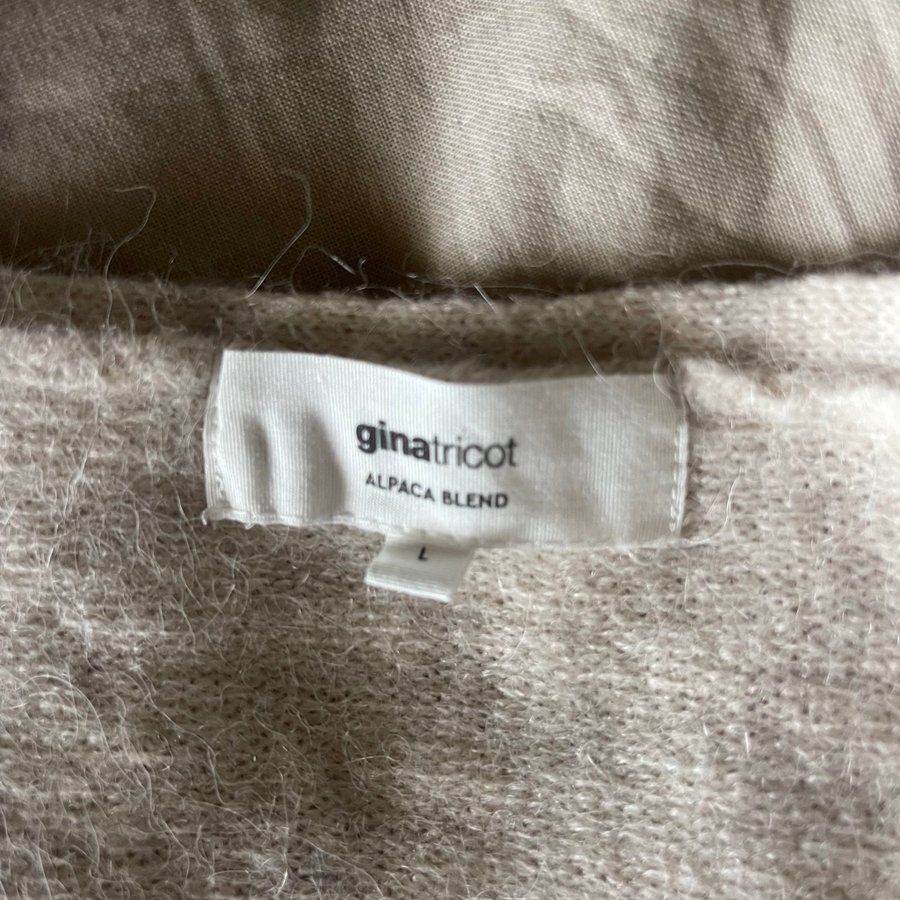 ginatricot
ALPACA BLEND
L